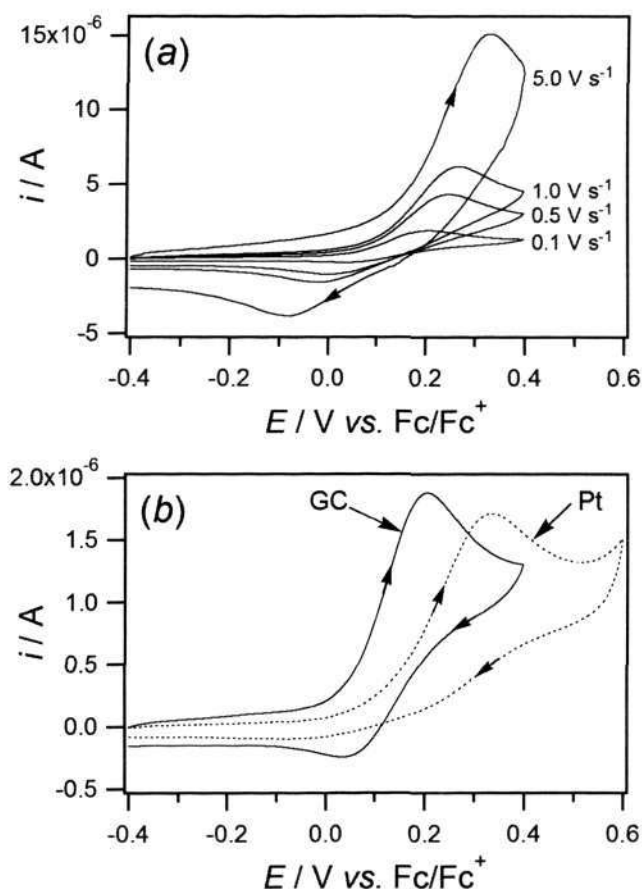 (a)
15x10⁻⁶
10
5
0
-5
i / A
5.0 V s⁻¹
1.0 V s⁻¹
0.5 V s⁻¹
0.1 V s⁻¹
-0.4 -0.2 0.0 0.2 0.4 0.6
E / V vs. Fc/Fc⁺
(b)
2.0x10⁻⁶
1.5
1.0
0.5
0.0
-0.5
i / A
GC
Pt
-0.4 -0.2 0.0 0.2 0.4 0.6
E / V vs. Fc/Fc⁺